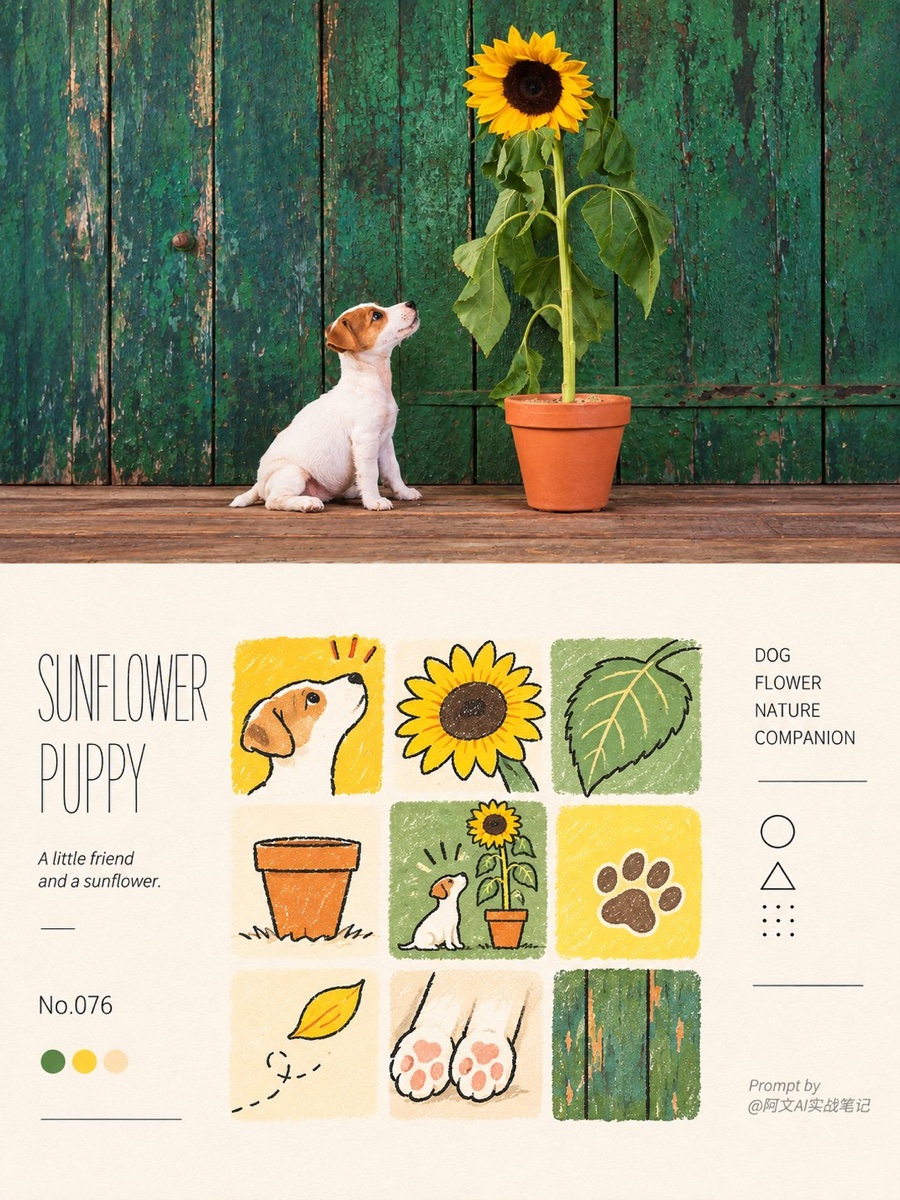 SUNFLOWER
PUPPY
A little friend
and a sunflower.
No.076
DOG
FLOWER
NATURE
COMPANION
Prompt by
@阿文AI实战笔记